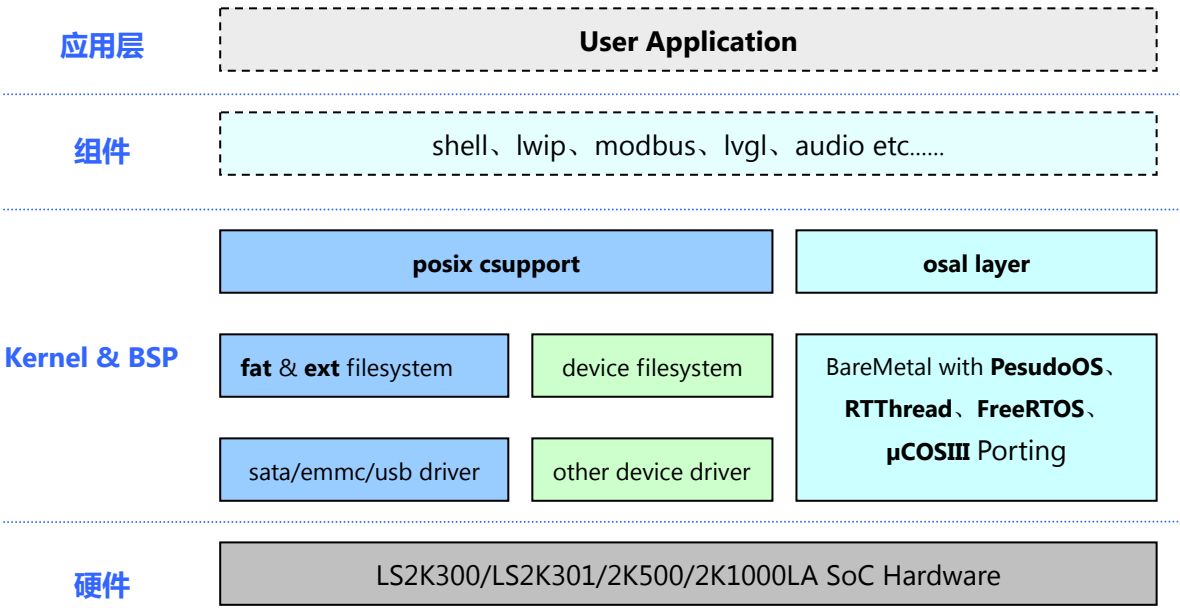 应用层
User Application
组件
shell、lwip、modbus、lvgl、audio etc......
Kernel & BSP
posix csupport
osal layer
fat & ext filesystem
device filesystem
BareMetal with PesudoOS、
RTThread、FreeRTOS、
μCOSIII Porting
sata/emmc/usb driver
other device driver
硬件
LS2K300/LS2K301/2K500/2K1000LA SoC Hardware